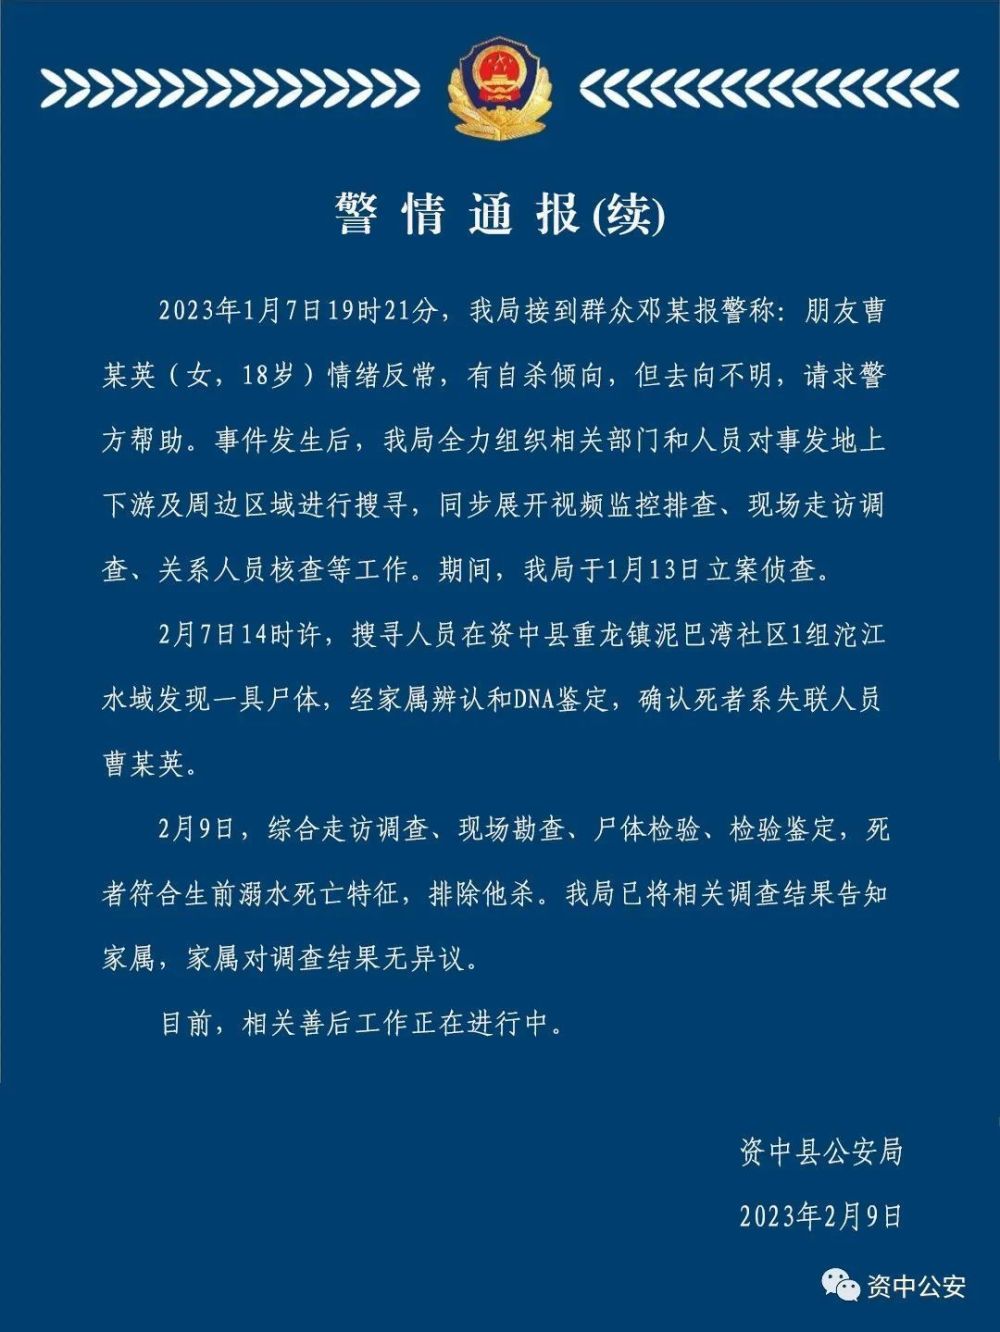 警情通报(续)
2023年1月7日19时21分，我局接到群众邓某报警称：朋友曹
某英（女，18岁）情绪反常，有自杀倾向，但去向不明，请求警
方帮助。事件发生后，我局全力组织相关部门和人员对事发地上
下游及周边区域进行搜寻，同步展开视频监控排查、现场走访调
查、关系人员核查等工作。期间，我局于1月13日立案侦查。
2月7日14时许，搜寻人员在资中县重龙镇泥巴湾社区1组沱江
水域发现一具尸体，经家属辨认和DNA鉴定，确认死者系失联人员
曹某英。
2月9日，综合走访调查、现场勘查、尸体检验、检验鉴定，死
者符合生前溺水死亡特征，排除他杀。我局已将相关调查结果告知
家属，家属对调查结果无异议。
目前，相关善后工作正在进行中。
资中县公安局
2023年2月9日
资中公安